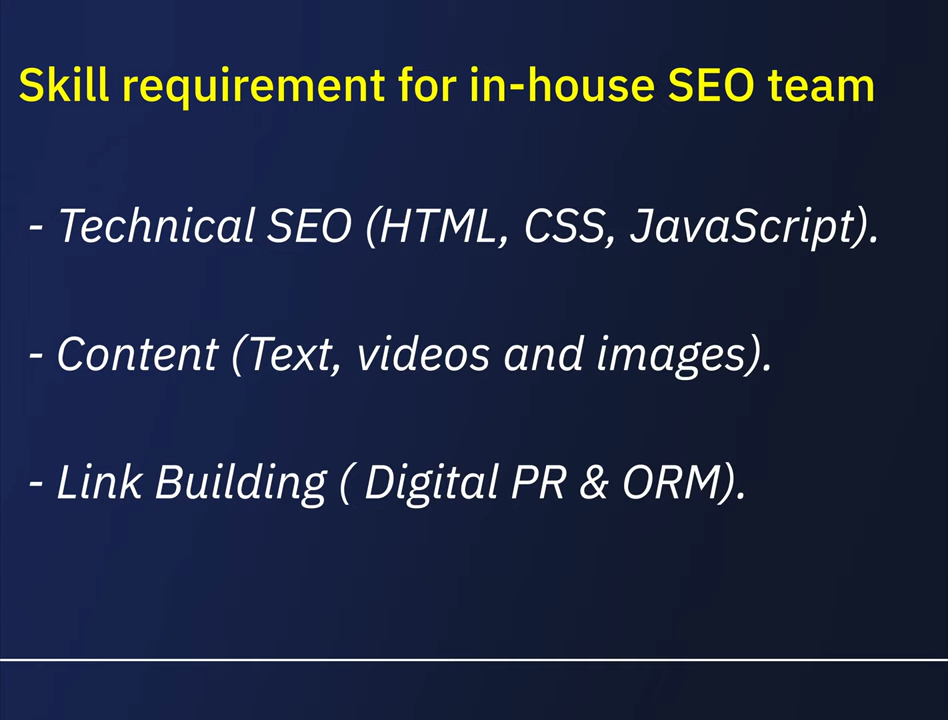 Skill requirement for in-house SEO team
- Technical SEO (HTML, CSS, JavaScript).
- Content (Text, videos and images).
- Link Building ( Digital PR & ORM).